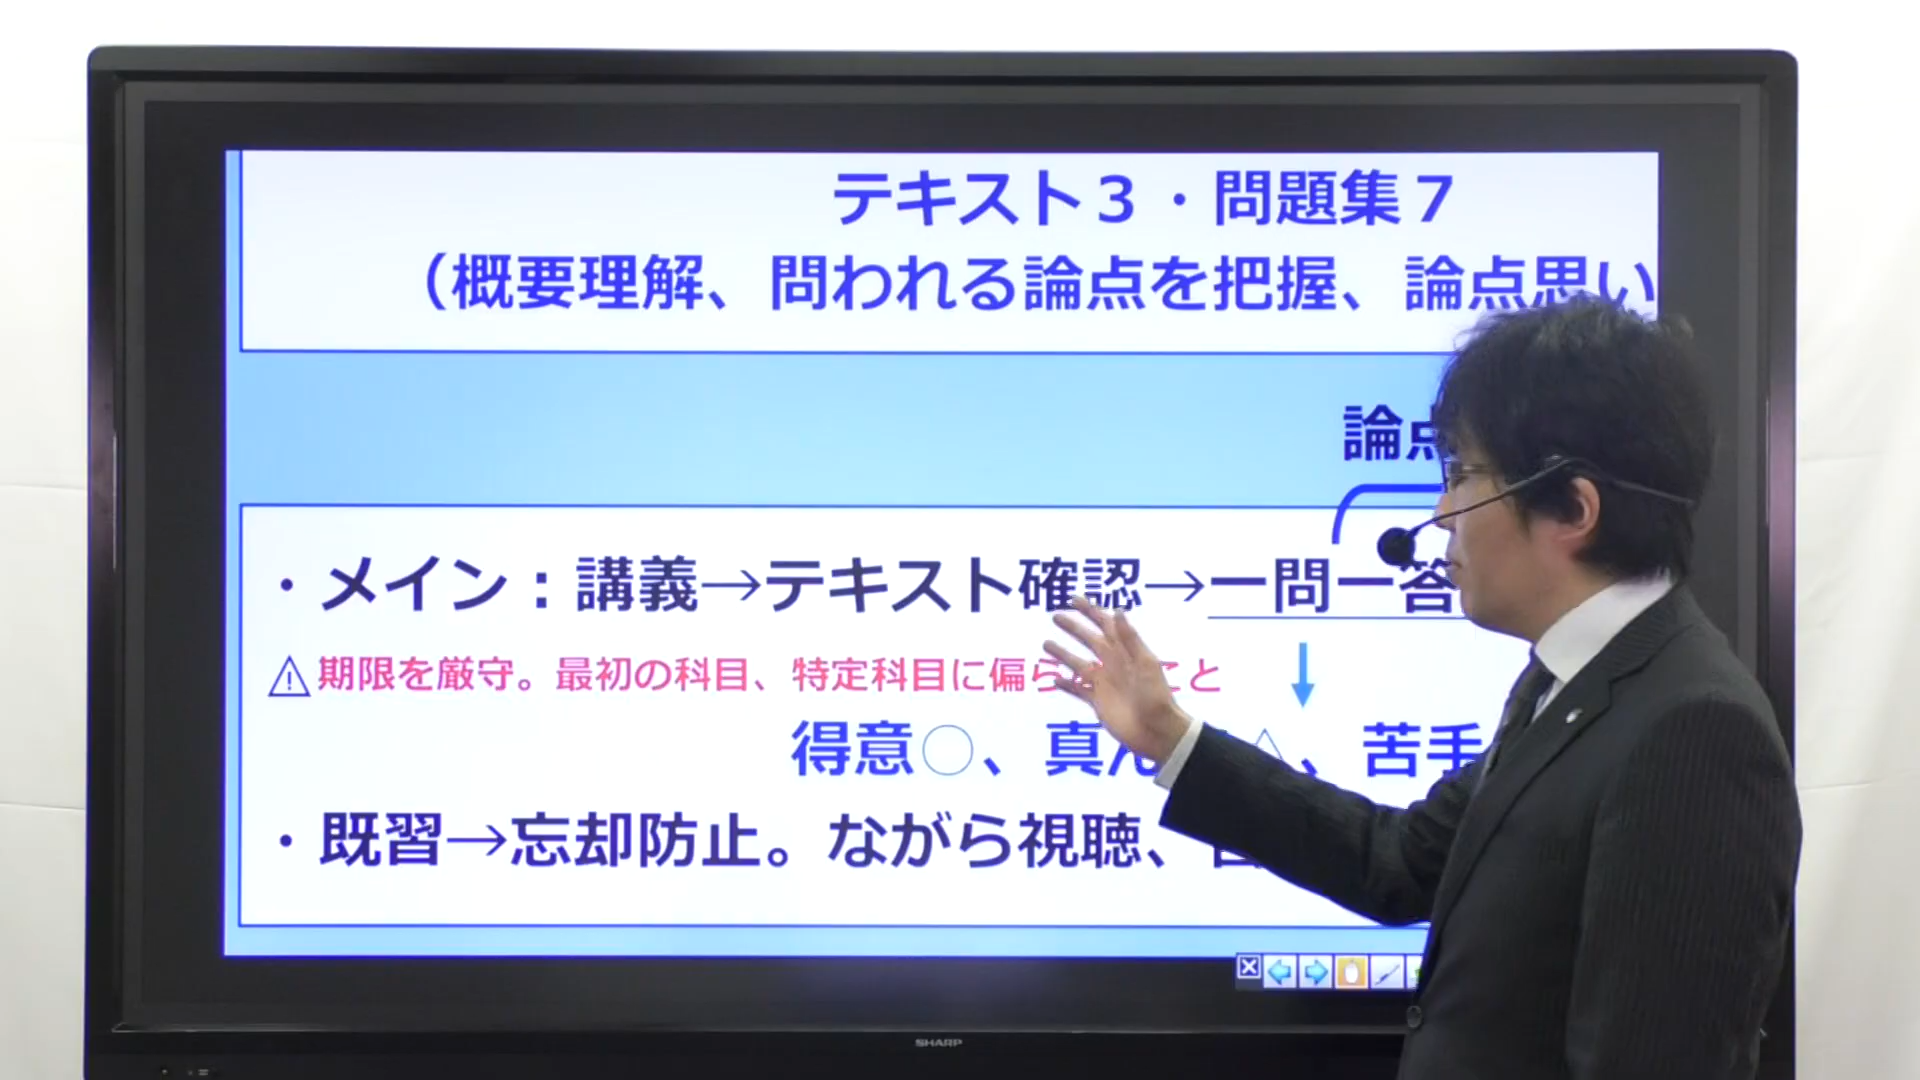 テキスト3・問題集7
(概要理解、問われる論点を把握、論点思い
論点
・メイン：講義→テキスト確認→一問一答
⚠期限を厳守。最初の科目、特定科目に偏ら こと
↓
得意○、真ん △、苦手
・既習→忘却防止。ながら視聴、
SHARP